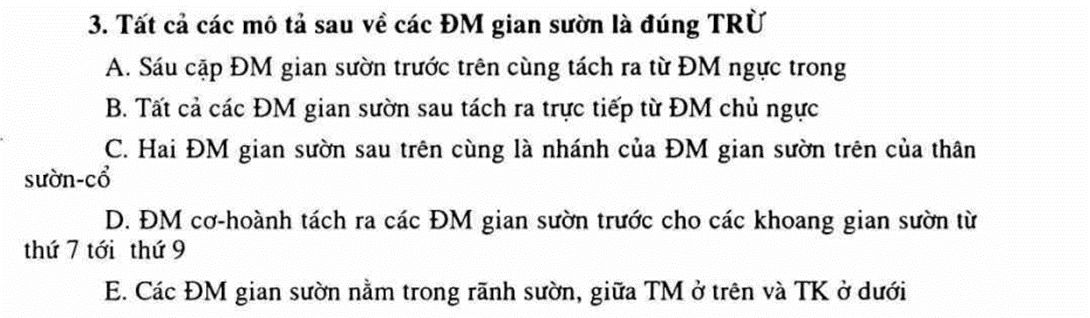 3. Tất cả các mô tả sau về các ĐM gian sườn là đúng TRỪ
A. Sáu cặp ĐM gian sườn trước trên cùng tách ra từ ĐM ngực trong
B. Tất cả các ĐM gian sườn sau tách ra trực tiếp từ ĐM chủ ngực
C. Hai ĐM gian sườn sau trên cùng là nhánh của ĐM gian sườn trên của thân
sườn-cổ
D. ĐM cơ-hoành tách ra các ĐM gian sườn trước cho các khoang gian sườn từ
thứ 7 tới thứ 9
E. Các ĐM gian sườn nằm trong rãnh sườn, giữa TM ở trên và TK ở dưới